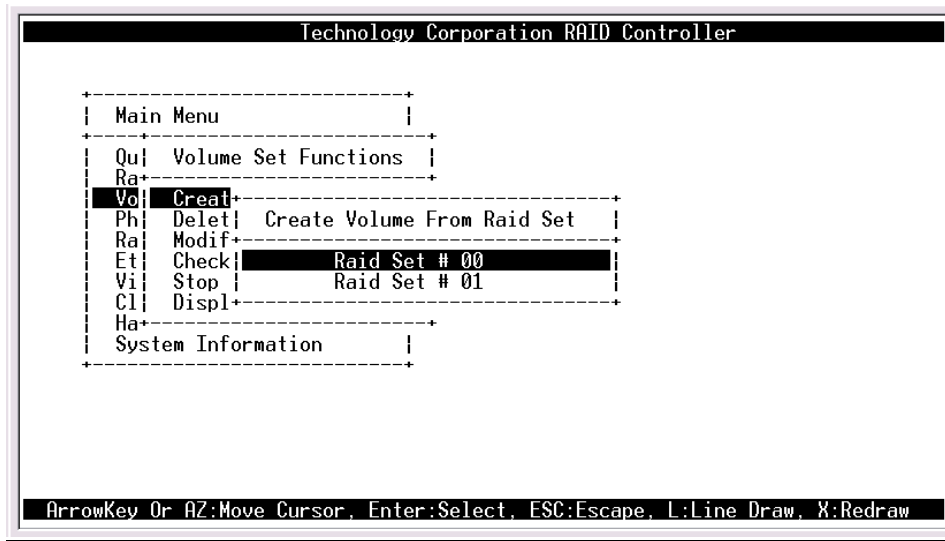 Technology Corporation RAID Controller
Main Menu
Qu
Volume Set Functions
Ra
Vo
Creat
Ph
Delet
Create Volume From Raid Set
Ra
Modif
Et
Check
Raid Set # 00
Vi
Stop
Raid Set # 01
Cl
Displ
Ha
System Information
ArrowKey Or AZ:Move Cursor, Enter:Select, ESC:Escape, L:Line Draw, X:Redraw